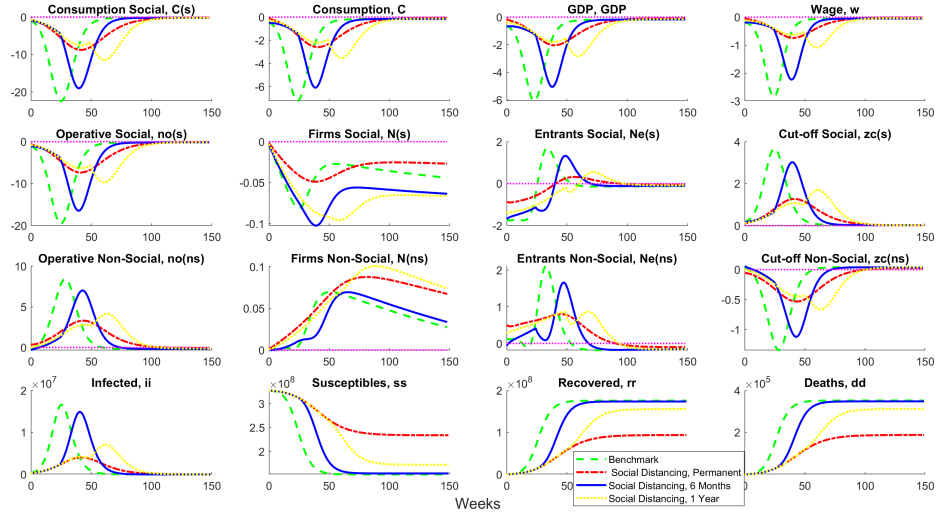 Consumption Social, C(s)
Consumption, C
GDP, GDP
Wage, w
0
-10
-20
0 50 100 150
0
-2
-4
-6
0 50 100 150
0
-2
-4
-6
0 50 100 150
0
-1
-2
-3
0 50 100 150
Operative Social, no(s)
Firms Social, N(s)
Entrants Social, Ne(s)
Cut-off Social, zc(s)
0
-10
-20
0 50 100 150
0
-0.05
-0.1
0 50 100 150
2
0
-2
0 50 100 150
4
2
0
0 50 100 150
Operative Non-Social, no(ns)
Firms Non-Social, N(ns)
Entrants Non-Social, Ne(ns)
Cut-off Non-Social, zc(ns)
10
5
0
0 50 100 150
0.1
0.05
0
0 50 100 150
2
1
0
0 50 100 150
0
-0.5
-1
0 50 100 150
Infected, ii
Susceptibles, ss
Recovered, rr
Deaths, dd
×10⁷
2
1
0
0 50 100 150
×10⁸
3
2.5
2
0 50 100 150
×10⁸
2
1
0
0 50 100 150
×10⁵
4
2
0
0 50 100 150
Weeks
Benchmark
Social Distancing, Permanent
Social Distancing, 6 Months
Social Distancing, 1 Year